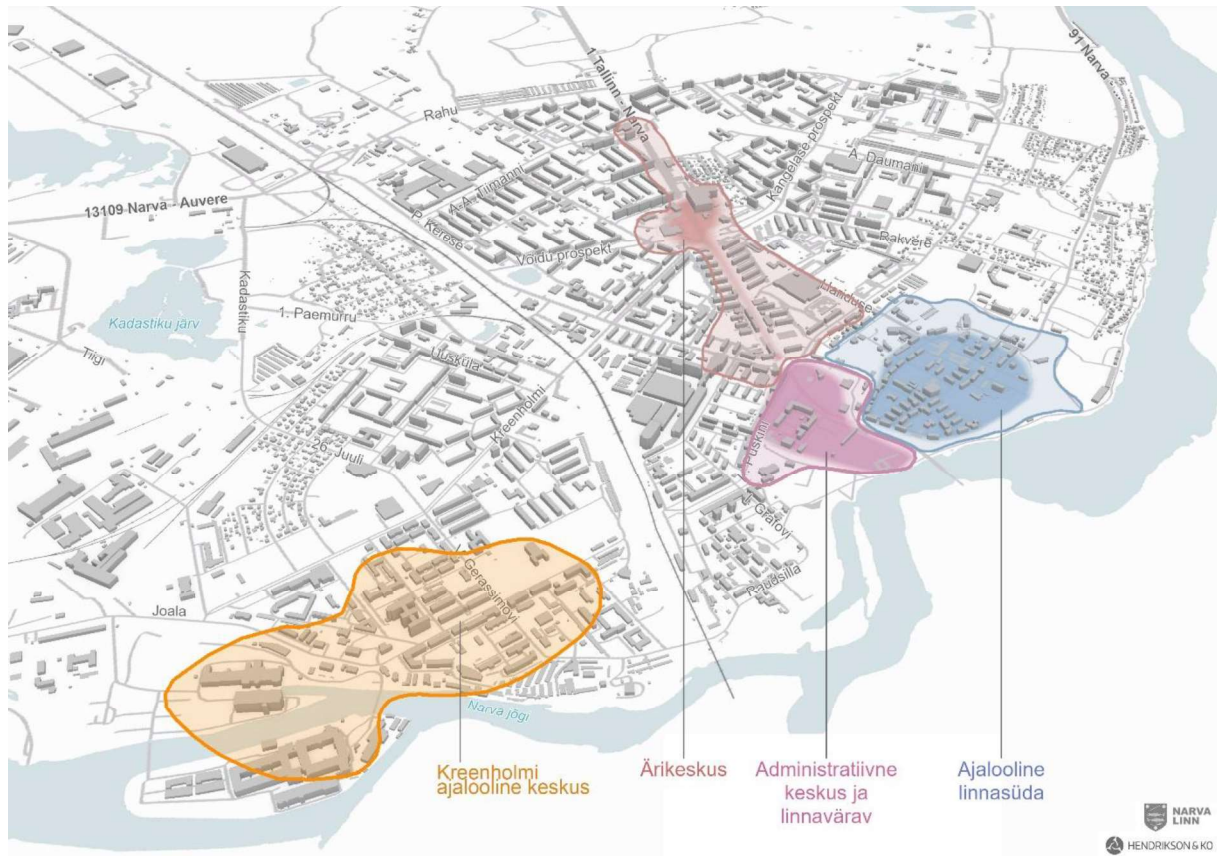 1 Tallinn - Narva
91 Narva
Rahu
Kangelase prospekt
A. Daumani
A.A. Tiimanni
13109 Narva - Auvere
P. Kerese
Rakvere
Võidu prospekt
Kadastiku
Hariduse
1. Paemurru
Kadastiku järv
Tiigi
Uusküla
Kreenholmi
26. Juuli
A. Puškini
Grafovi
Raudsilla
Gerassimovi
Joala
Narva jõgi
Kreenholmi
ajalooline keskus
Ärikeskus
Administratiivne
keskus ja
linnavärav
Ajalooline
linnasüda
NARVA
LINN
HENDRIKSON & KO